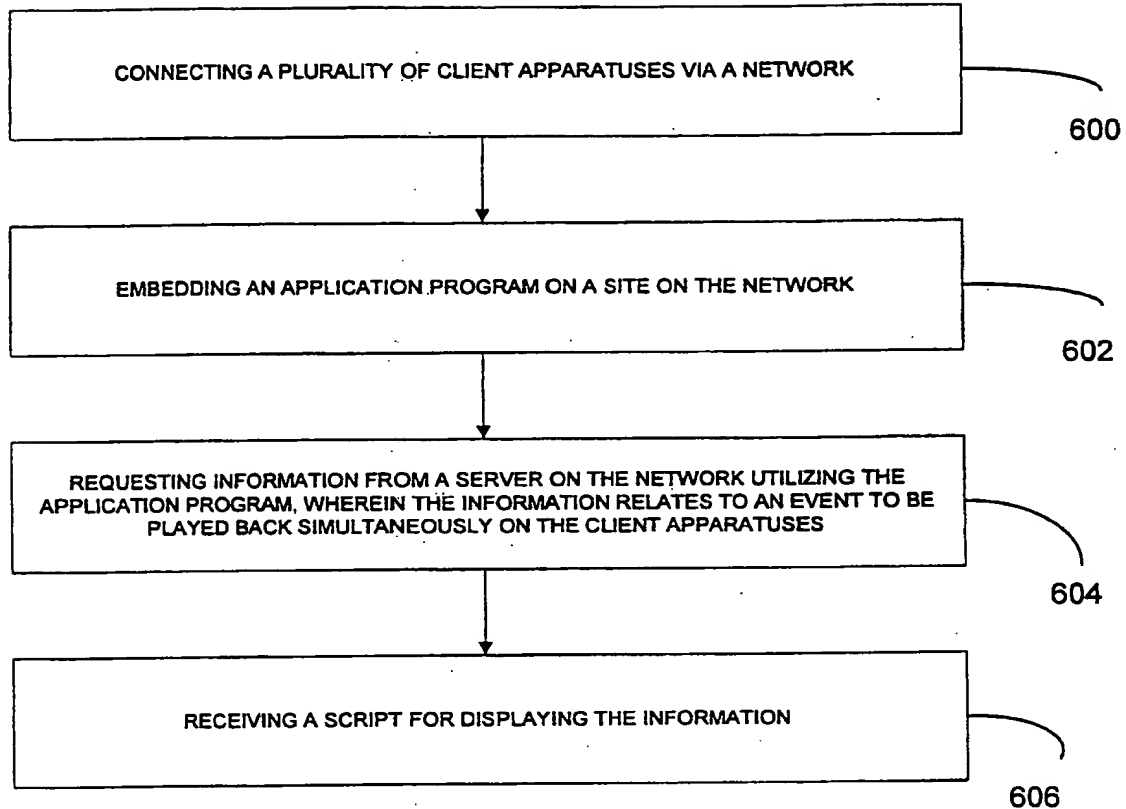 CONNECTING A PLURALITY OF CLIENT APPARATUSES VIA A NETWORK
600
EMBEDDING AN APPLICATION PROGRAM ON A SITE ON THE NETWORK
602
REQUESTING INFORMATION FROM A SERVER ON THE NETWORK UTILIZING THE
APPLICATION PROGRAM, WHEREIN THE INFORMATION RELATES TO AN EVENT TO BE
PLAYED BACK SIMULTANEOUSLY ON THE CLIENT APPARATUSES
604
RECEIVING A SCRIPT FOR DISPLAYING THE INFORMATION
606